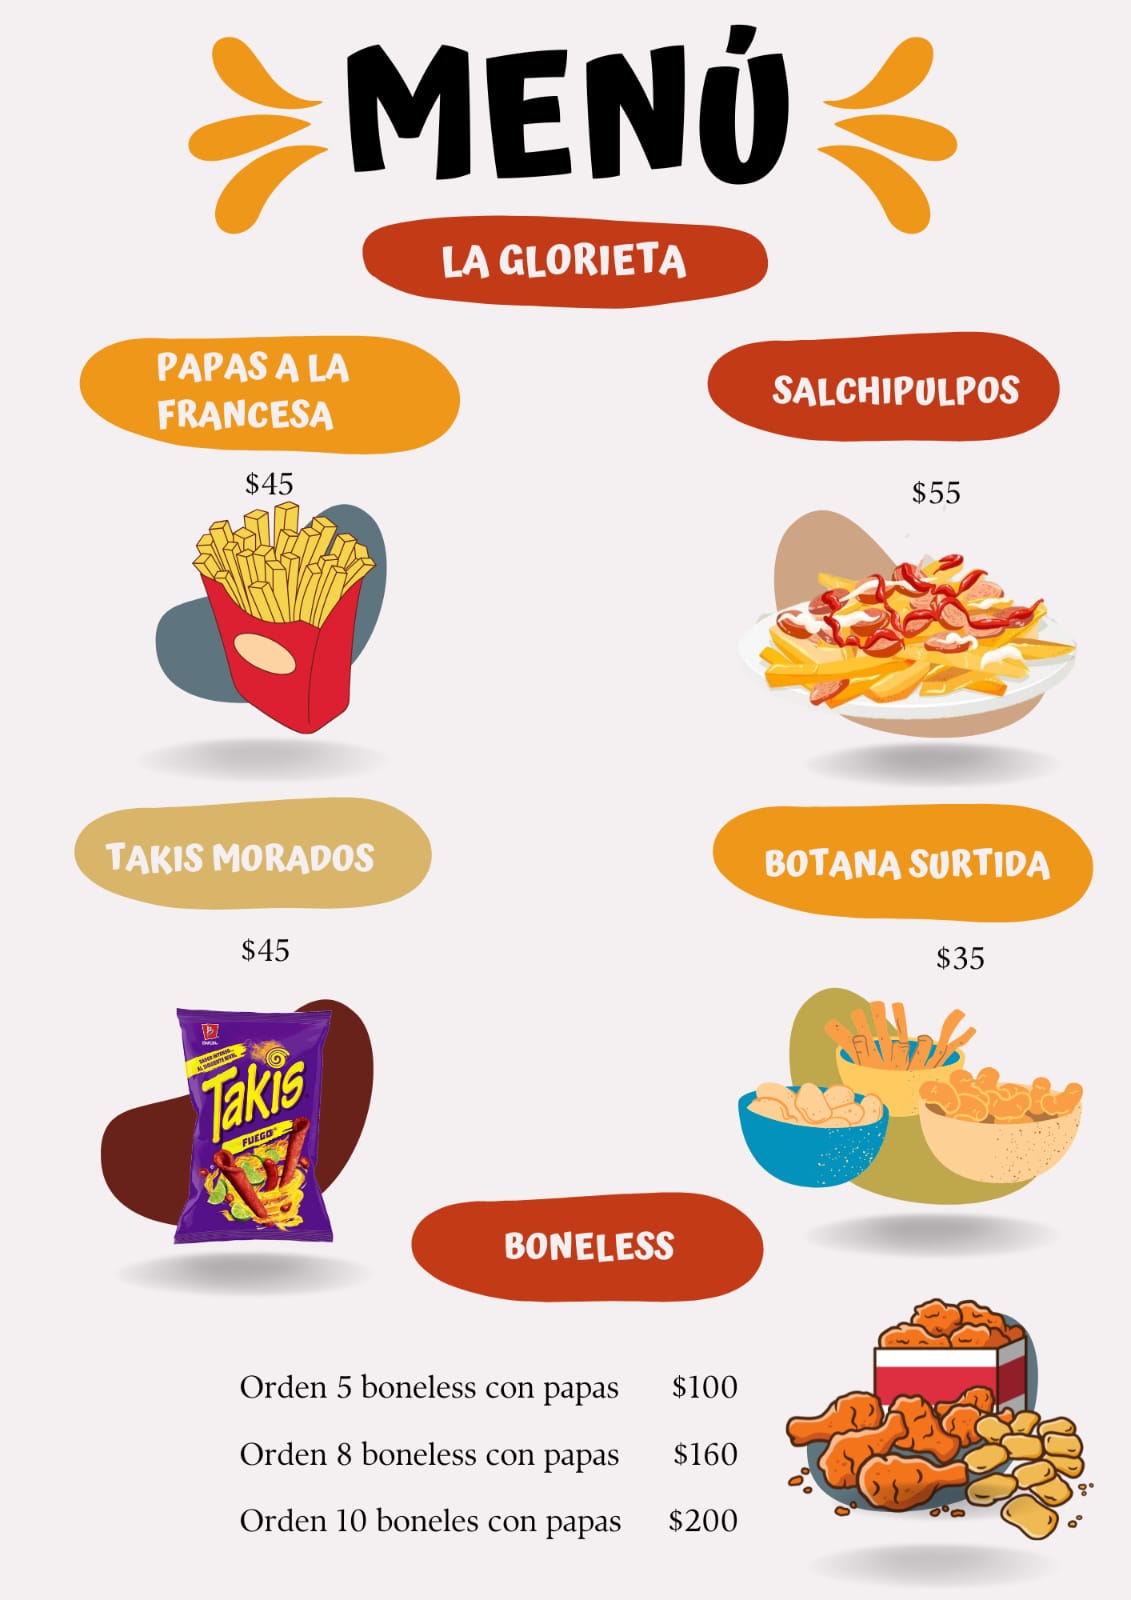 MENÚ
LA GLORIETA
PAPAS A LA
FRANCESA
$45
SALCHIPULPOS
$55
TAKIS MORADOS
$45
BOTANA SURTIDA
$35
Takis
FUEGO
BONELESS
Orden 5 boneless con papas $100
Orden 8 boneless con papas $160
Orden 10 boneles con papas $200